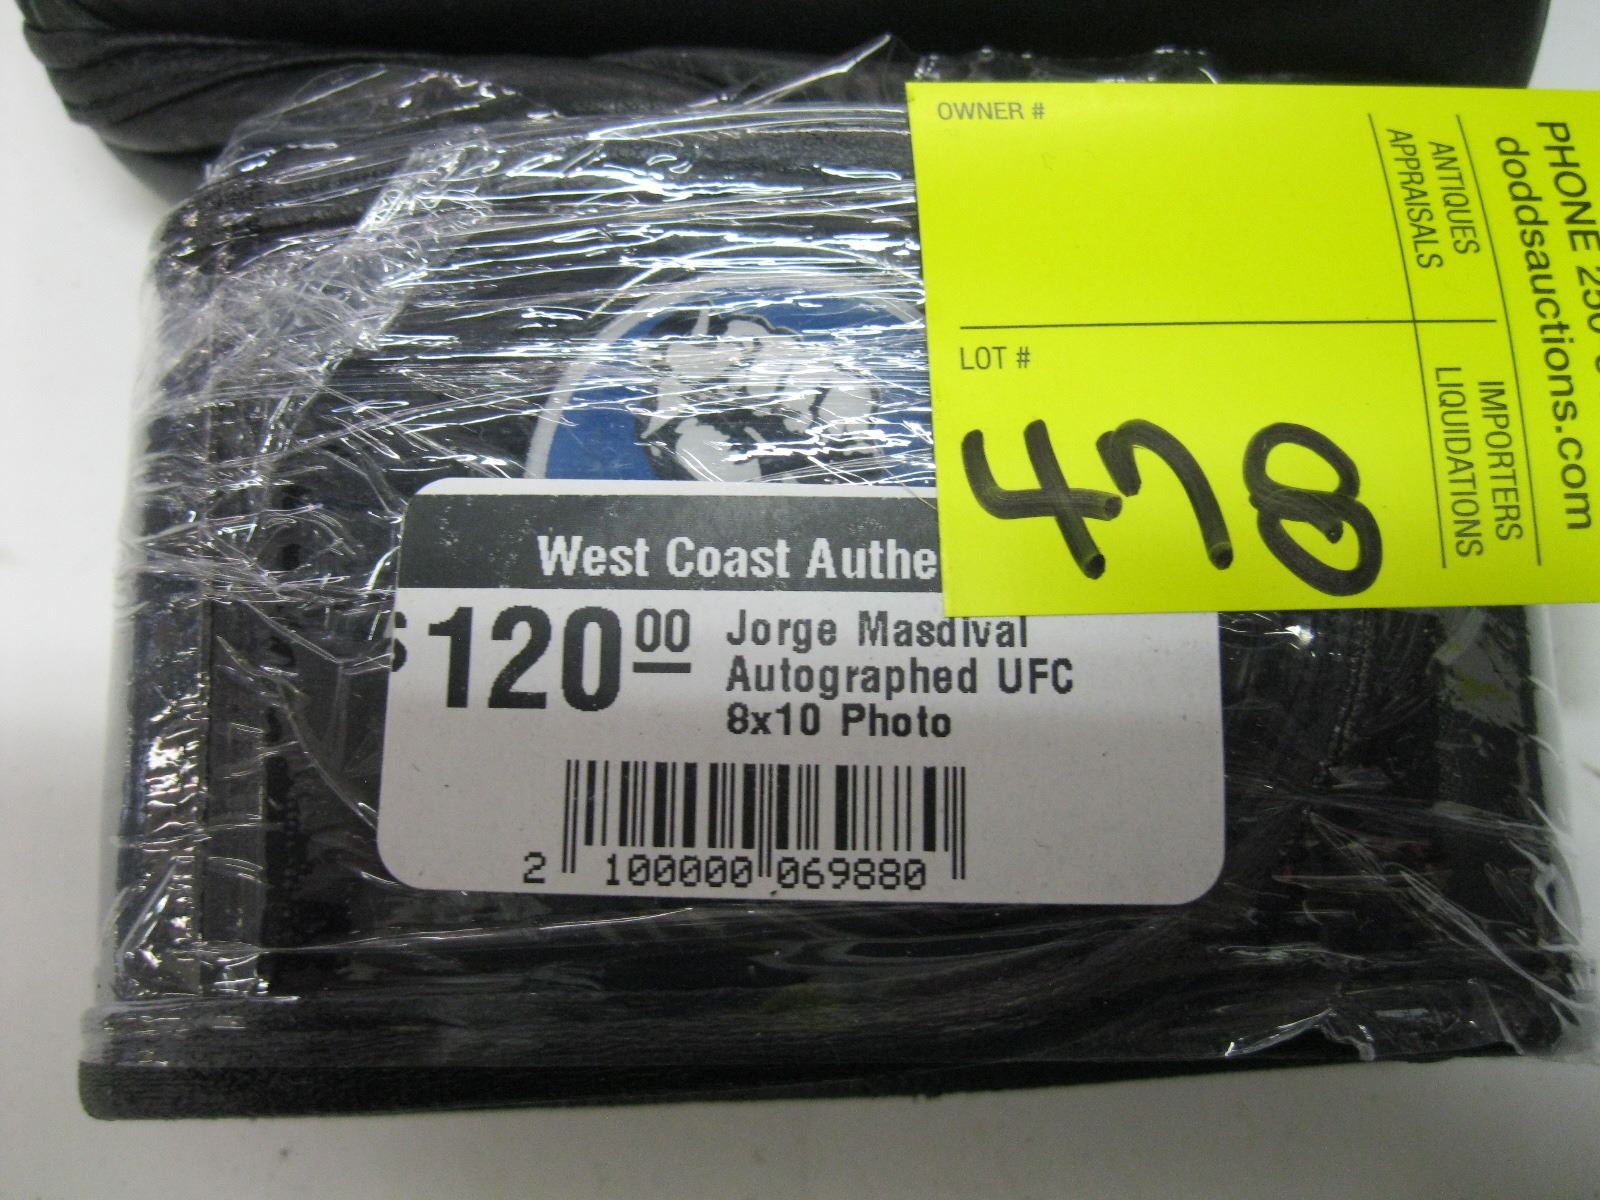 OWNER #
LOT #
478
ANTIQUES
APPRAISALS
IMPORTERS
LIQUIDATIONS
PHONE 250
doddsauctions.com
West Coast Authe
$120.00
Jorge Masdival
Autographed UFC
8x10 Photo
2 100000 069880